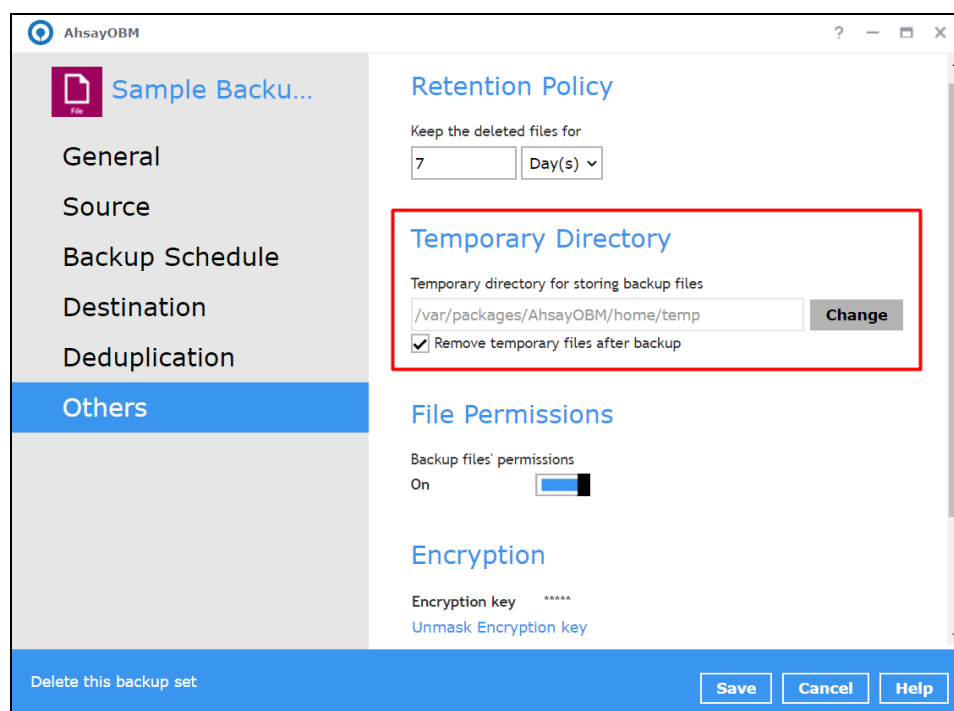 AhsayOBM
?
File
Sample Backu...
General
Source
Backup Schedule
Destination
Deduplication
Others
Retention Policy
Keep the deleted files for
7 Day(s)
Temporary Directory
Temporary directory for storing backup files
/var/packages/AhsayOBM/home/temp Change
Remove temporary files after backup
File Permissions
Backup files' permissions
On
Encryption
Encryption key *****
Unmask Encryption key
Delete this backup set
Save Cancel Help